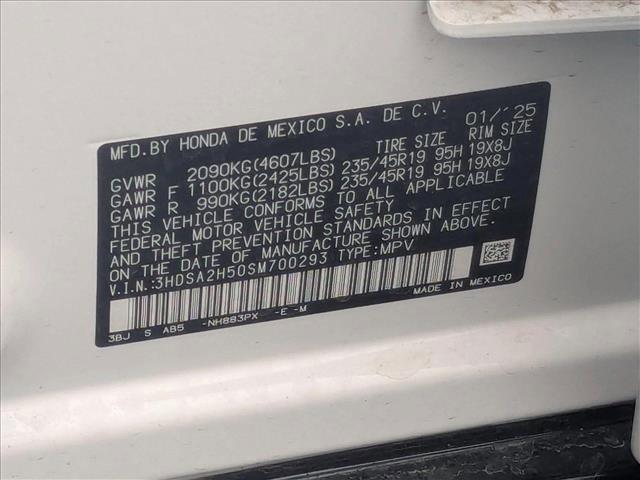 MFD.BY HONDA DE MEXICO S.A. DE C.V. 01/'25
TIRE SIZE RIM SIZE
GVWR 2090KG(4607LBS)
GAWR F 1100KG(2425LBS) 235/45R19 95H 19X8J
GAWR R 990KG(2182LBS) 235/45R19 95H 19X8J
THIS VEHICLE CONFORMS TO ALL APPLICABLE
FEDERAL MOTOR VEHICLE SAFETY
AND THEFT PREVENTION STANDARDS IN EFFECT
ON THE DATE OF MANUFACTURE SHOWN ABOVE.
V.I.N.:3HDSA2H50SM700293 TYPE:MPV
MADE IN MEXICO
3BJ S AB5 -NH883PX -E -M